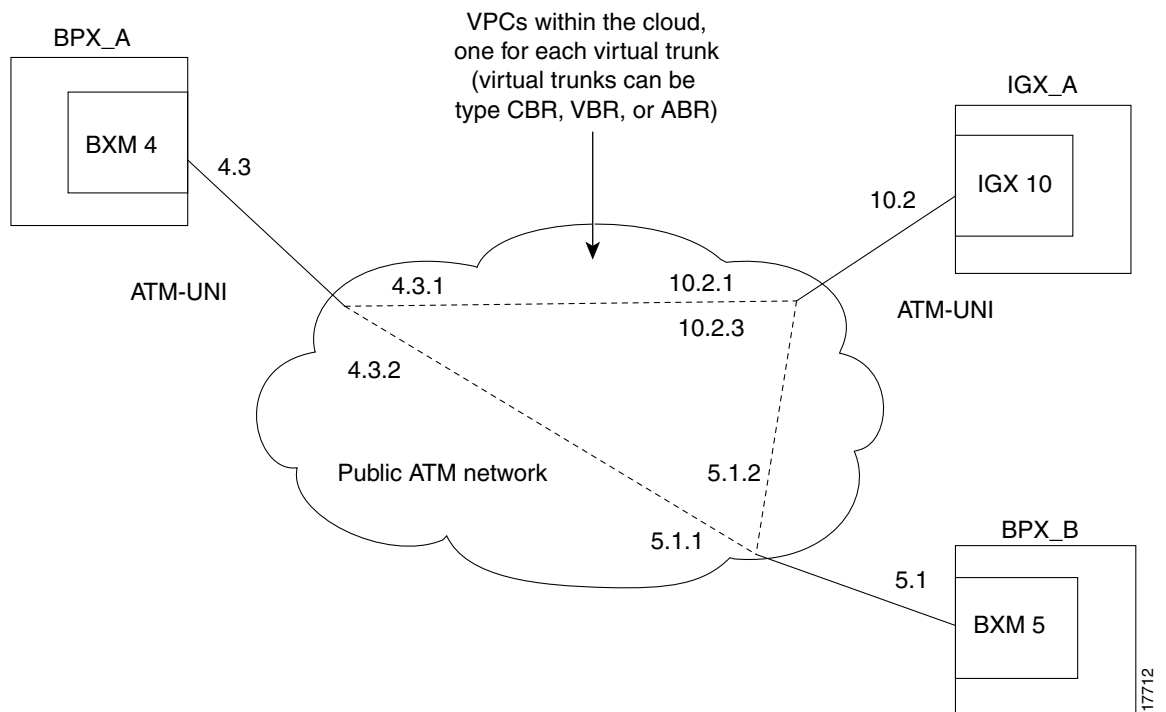 VPCs within the cloud,
one for each virtual trunk
(virtual trunks can be
type CBR, VBR, or ABR)
BPX_A
BXM 4
4.3
ATM-UNI
IGX_A
IGX 10
10.2
ATM-UNI
4.3.1
10.2.1
10.2.3
4.3.2
Public ATM network
5.1.2
5.1.1
BPX_B
5.1
BXM 5
17712